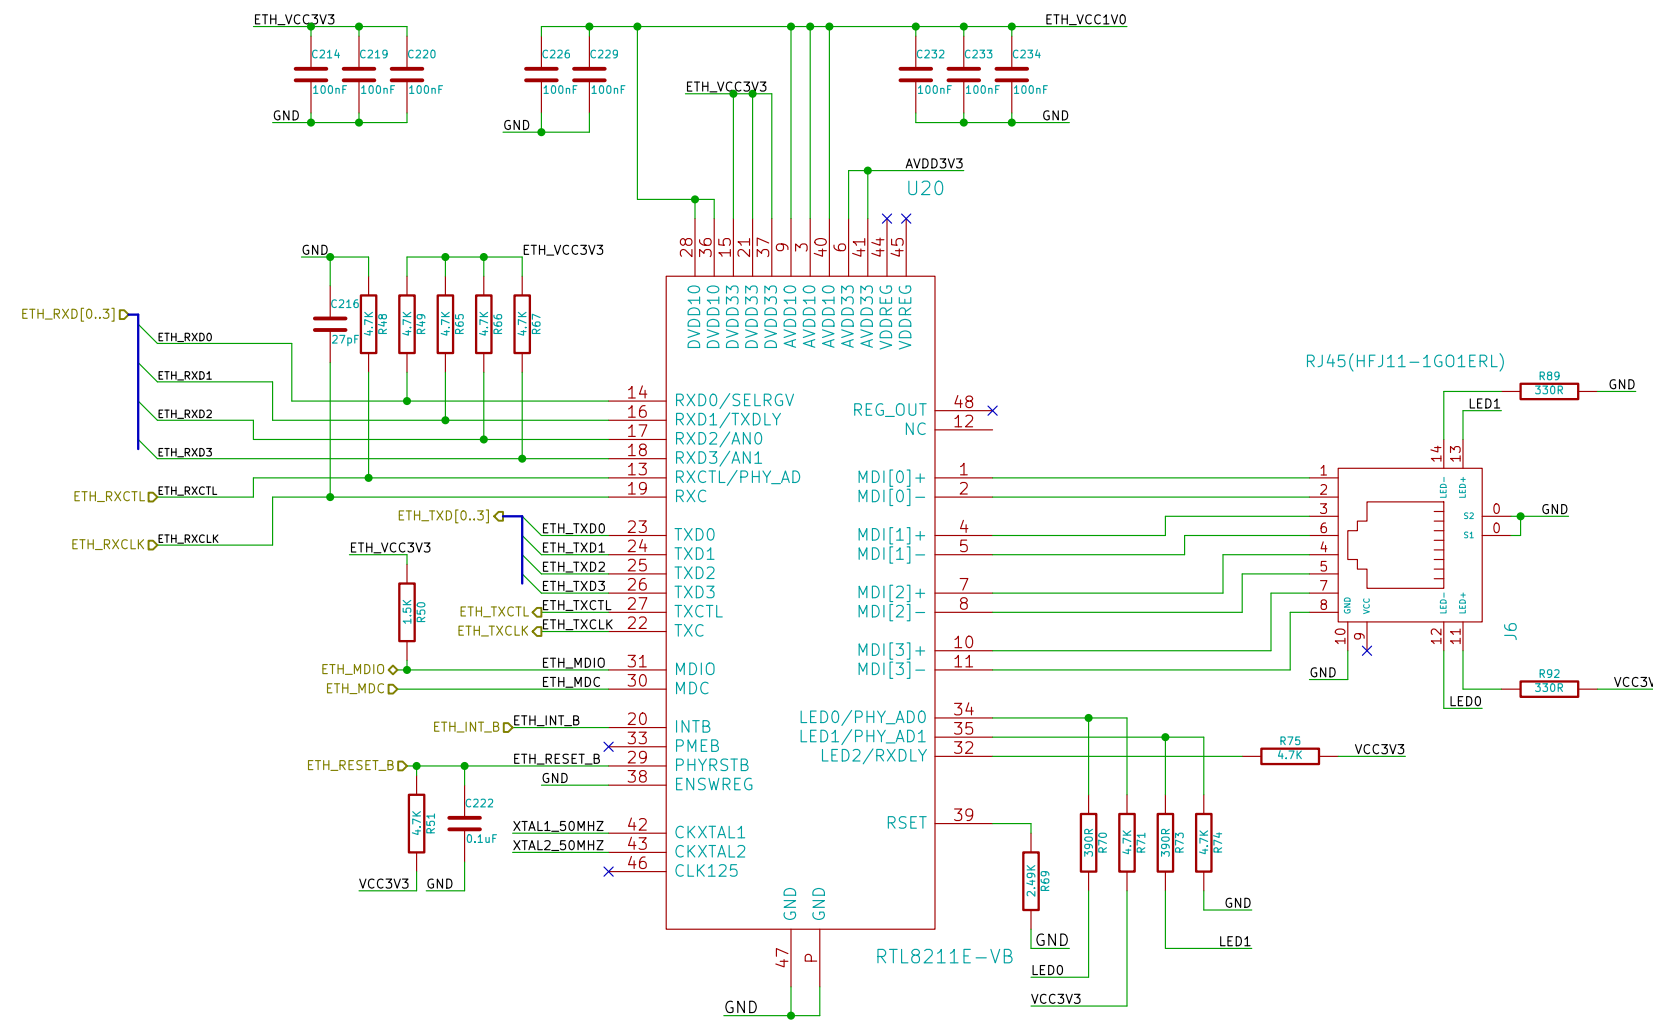 ETH_VCC3V3
ETH_VCC1V0
C214
C219
C220
C226
C229
C232
C233
C234
100nF
100nF
100nF
100nF
100nF
100nF
100nF
100nF
ETH_VCC3V3
GND
GND
GND
AVDD3V3
U20
28
36
15
21
37
9
3
40
6
41
44
45
DVDD10
DVDD10
DVDD33
DVDD33
DVDD33
AVDD10
AVDD10
AVDD10
AVDD33
AVDD33
VDDREG
VDDREG
GND
ETH_VCC3V3
C216
27pF
4.7K
R48
4.7K
R49
4.7K
R65
4.7K
R66
4.7K
R67
ETH_RXD[0..3]
ETH_RXD0
ETH_RXD1
ETH_RXD2
ETH_RXD3
ETH_RXCTL
ETH_RXCTL
ETH_RXCLK
ETH_RXCLK
14
RXD0/SELRGV
16
RXD1/TXDLY
17
RXD2/AN0
18
RXD3/AN1
13
RXCTL/PHY_AD
19
RXC
ETH_TXD[0..3]
ETH_TXD0
23
TXD0
ETH_TXD1
24
TXD1
ETH_TXD2
25
TXD2
ETH_TXD3
26
TXD3
ETH_TXCTL
ETH_TXCTL
27
TXCTL
ETH_TXCLK
ETH_TXCLK
22
TXC
ETH_VCC3V3
1.5K
R50
ETH_MDIO
ETH_MDIO
31
MDIO
ETH_MDC
ETH_MDC
30
MDC
ETH_INT_B
ETH_INT_B
20
INTB
33
PMEB
ETH_RESET_B
ETH_RESET_B
29
PHYRSTB
GND
38
ENSWREG
4.7K
R51
C222
0.1uF
VCC3V3
GND
XTAL1_50MHZ
42
CKXTAL1
XTAL2_50MHZ
43
CKXTAL2
46
CLK125
REG_OUT
48
NC
12
MDI[0]+
1
MDI[0]-
2
MDI[1]+
4
MDI[1]-
5
MDI[2]+
7
MDI[2]-
8
MDI[3]+
10
MDI[3]-
11
LED0/PHY_AD0
34
LED1/PHY_AD1
35
LED2/RXDLY
32
RSET
39
GND
GND
47
P
GND
RTL8211E-VB
R75
4.7K
VCC3V3
390R
R70
4.7K
R71
390R
R73
4.7K
R74
2.49K
R69
GND
GND
LED1
LED0
VCC3V3
RJ45(HFJ11-1G01ERL)
R89
330R
GND
LED1
14
13
LED-
LED+
1
2
3
6
4
5
7
8
S2
0
S1
0
GND
GND
VCC
LED-
LED+
10
9
12
11
J6
GND
LED0
R92
330R